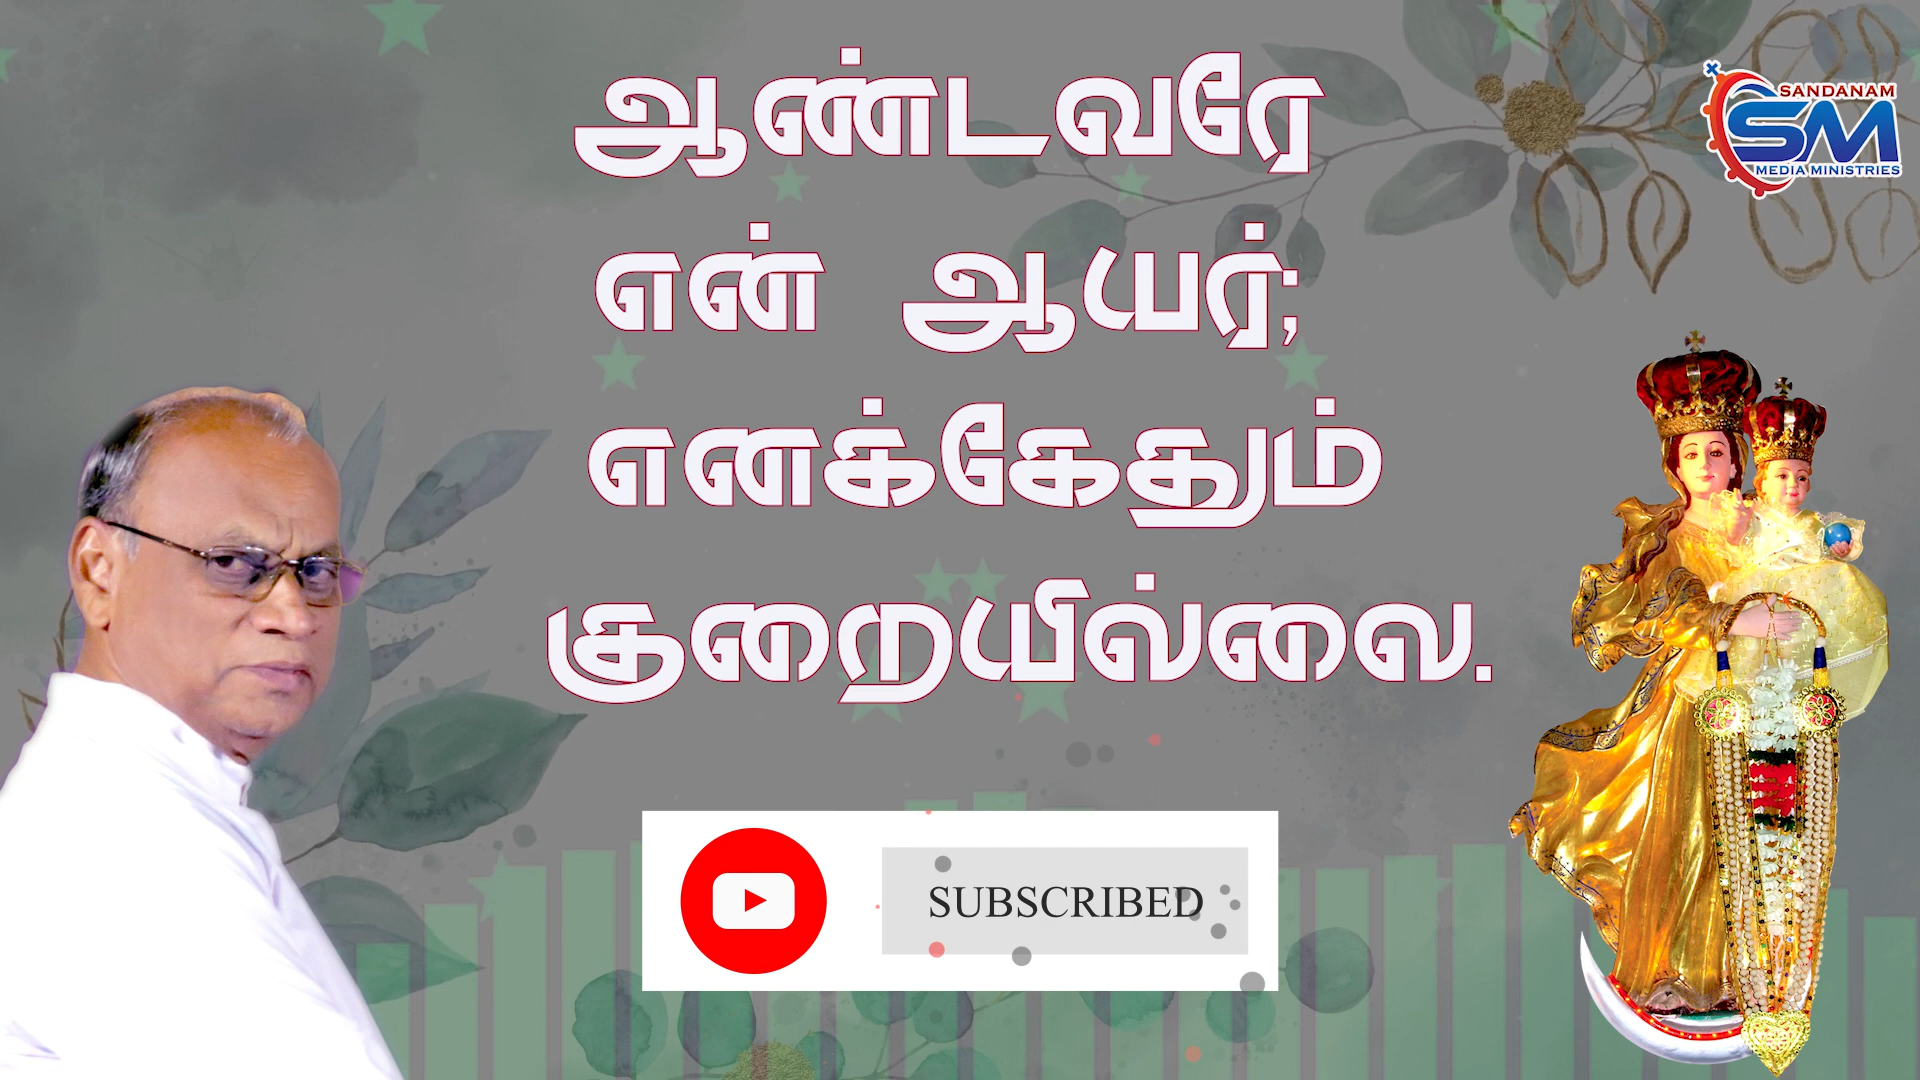 ஆண்டவரே
என் ஆயர்;
எனக்கேதும்
குறையில்லை.
SANDANAM
SM
MEDIA MINISTRIES
SUBSCRIBED